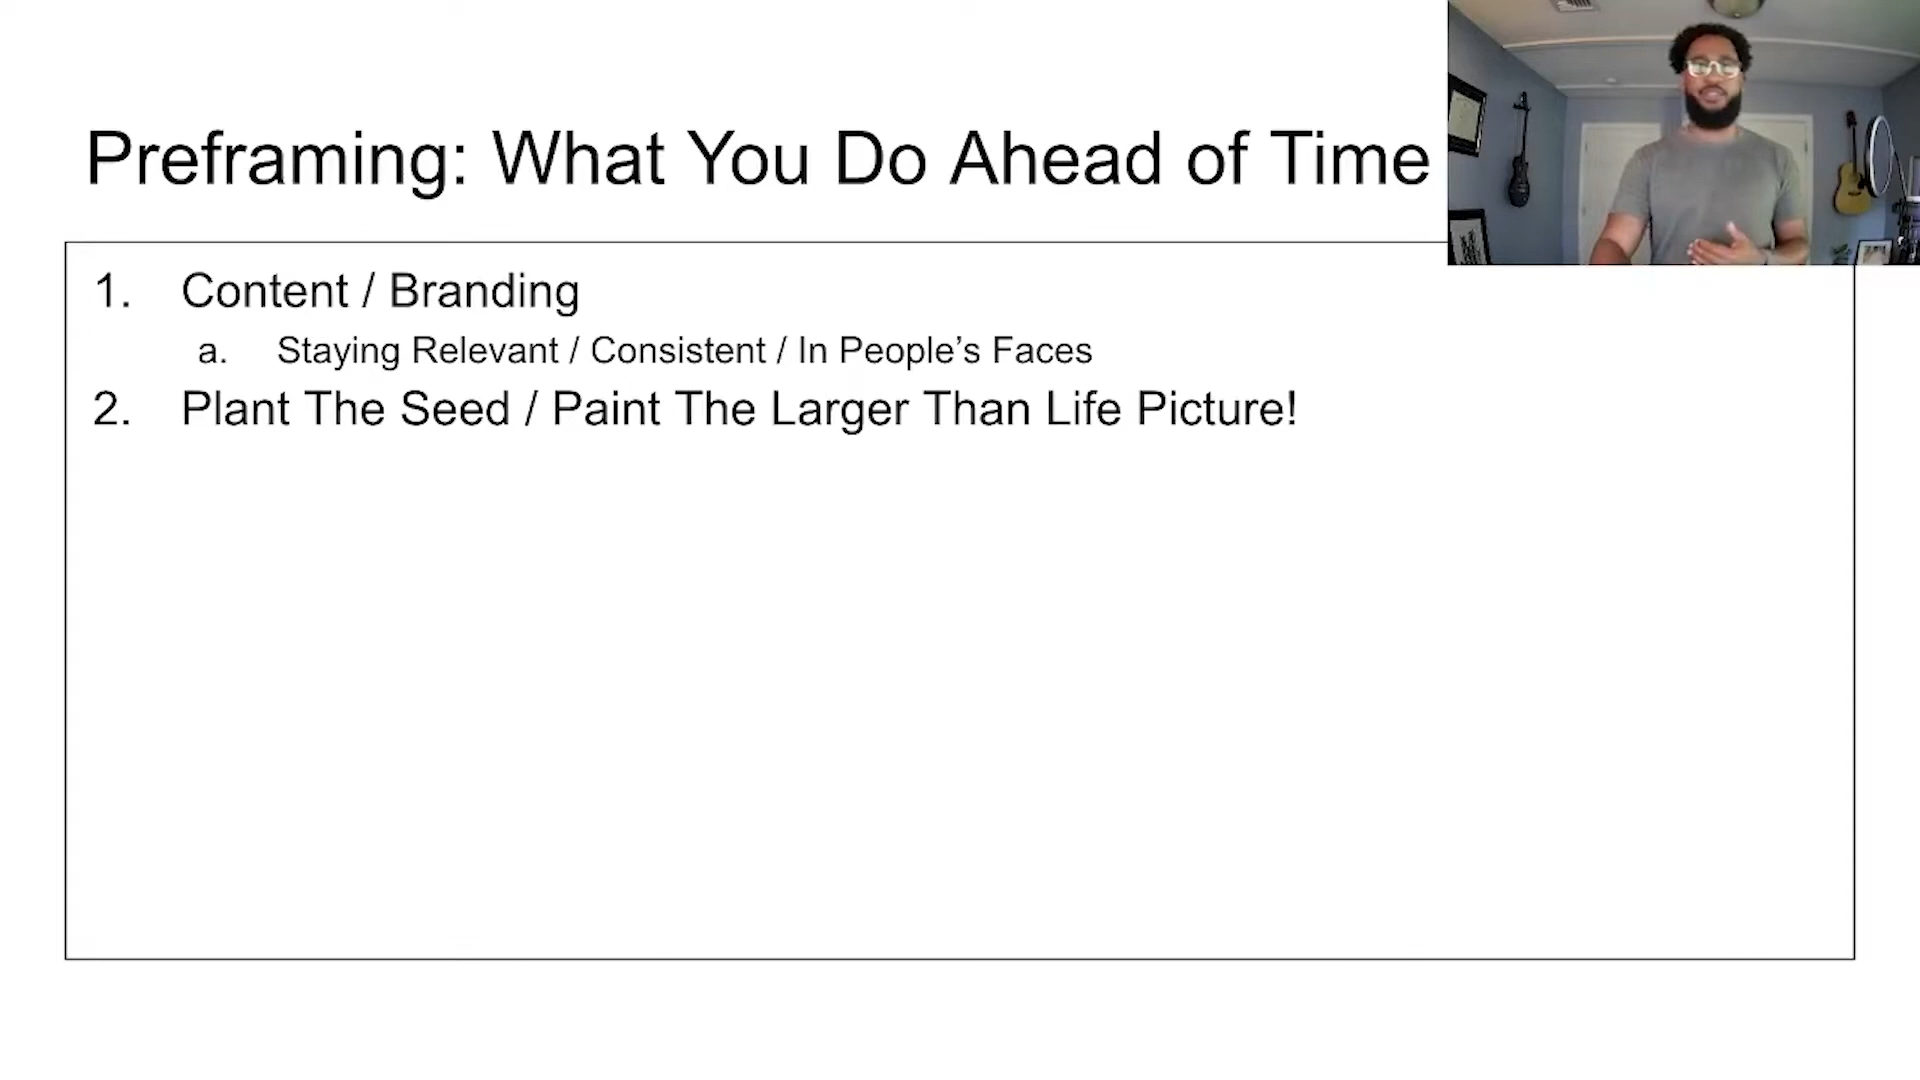 Preframing: What You Do Ahead of Time
1. Content / Branding
a. Staying Relevant / Consistent / In People’s Faces
2. Plant The Seed / Paint The Larger Than Life Picture!